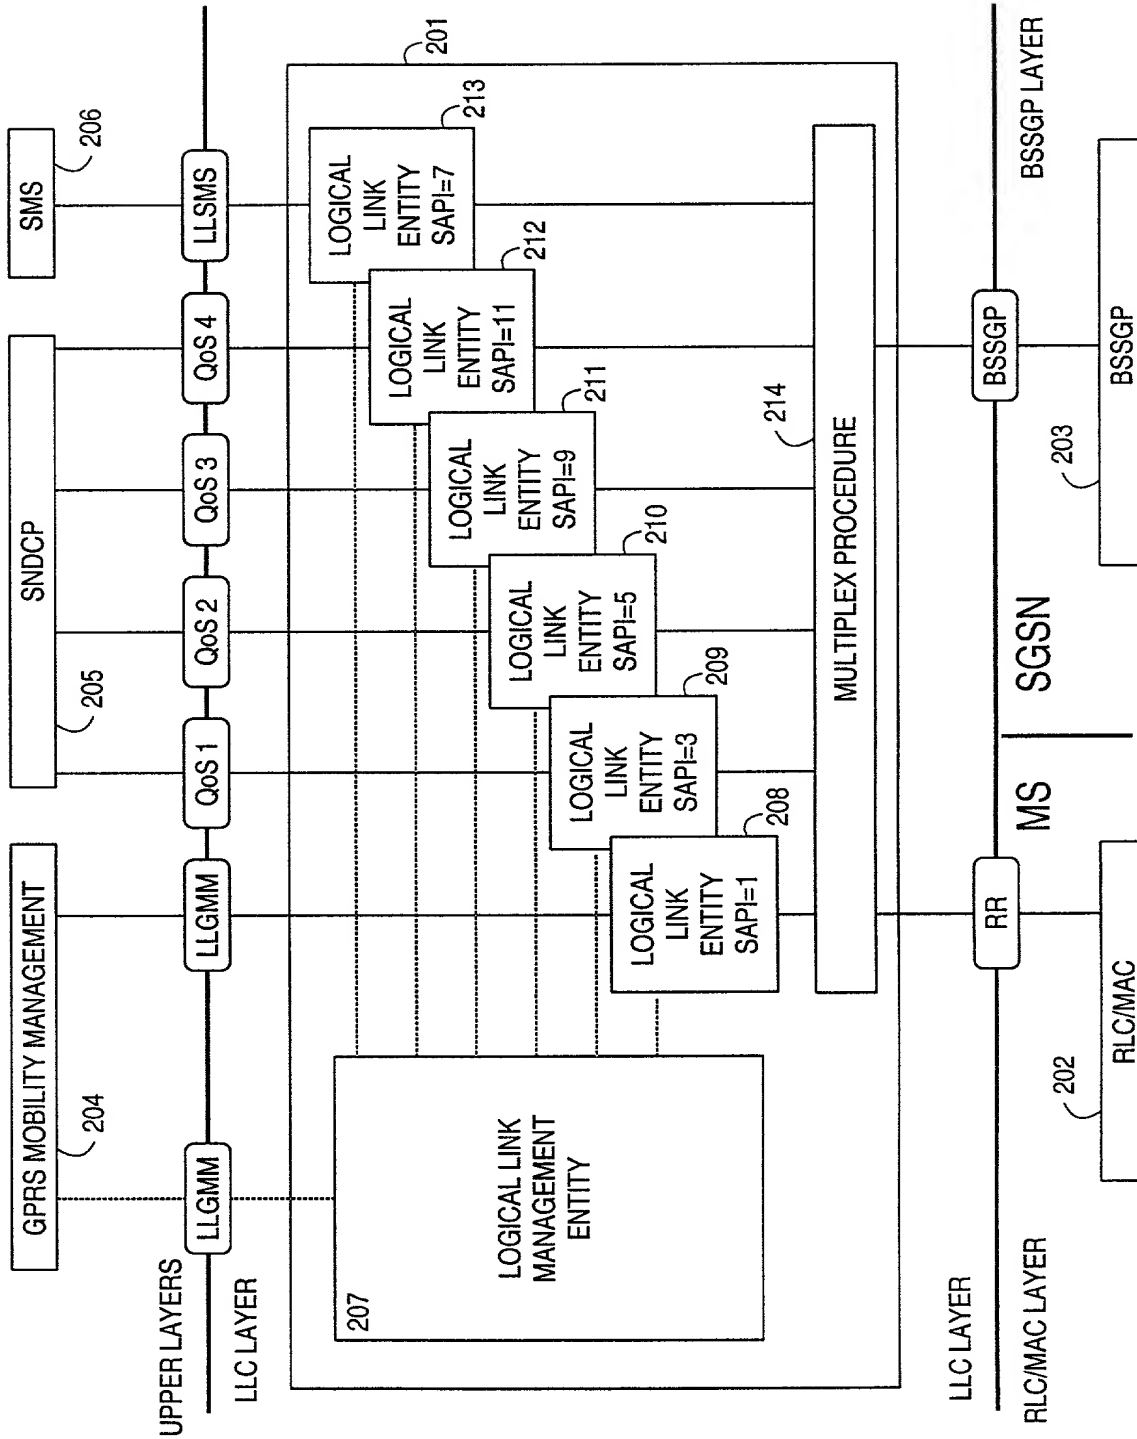 GPRS MOBILITY MANAGEMENT
204
SNDCP
205
SMS
206
UPPER LAYERS
LLGMM
LLGMM
QoS 1
QoS 2
QoS 3
QoS 4
LLSMS
LLC LAYER
201
207
LOGICAL LINK
MANAGEMENT
ENTITY
LOGICAL
LINK
ENTITY
SAPI=1
208
LOGICAL
LINK
ENTITY
SAPI=3
209
LOGICAL
LINK
ENTITY
SAPI=5
210
LOGICAL
LINK
ENTITY
SAPI=9
211
LOGICAL
LINK
ENTITY
SAPI=11
212
LOGICAL
LINK
ENTITY
SAPI=7
213
MULTIPLEX PROCEDURE
214
LLC LAYER
RR
BSSGP
RLC/MAC LAYER
MS
SGSN
BSSGP LAYER
202
RLC/MAC
203
BSSGP